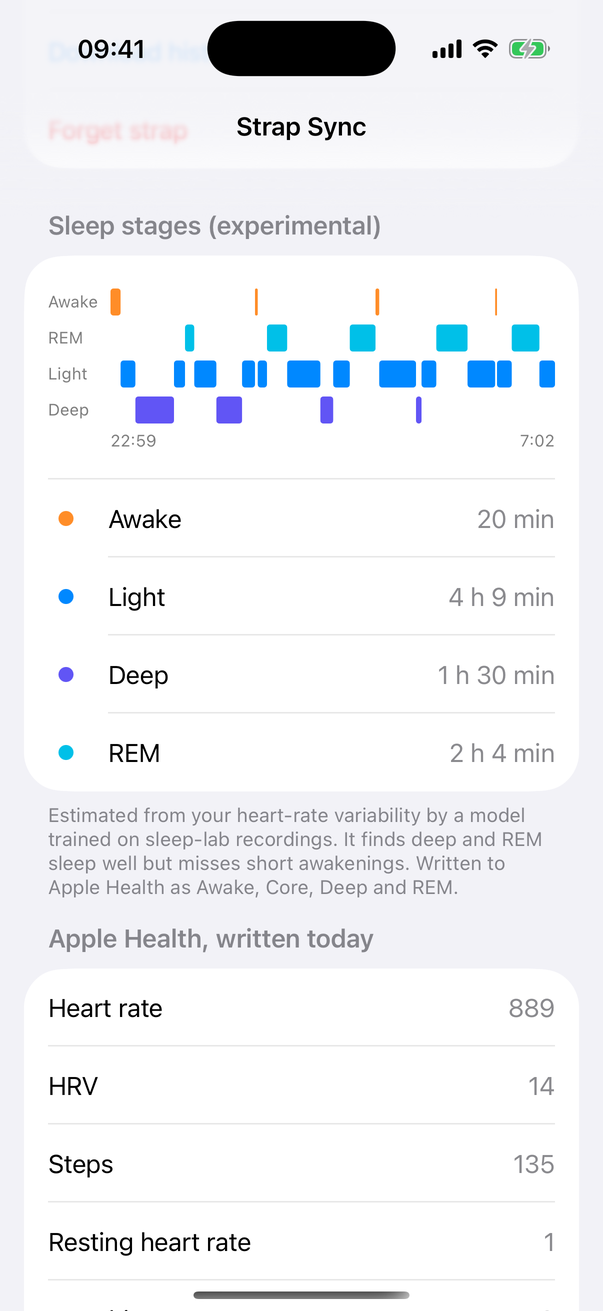 09:41
Forget strap
Strap Sync
Sleep stages (experimental)
Awake
REM
Light
Deep
22:59 7:02
Awake 20 min
Light 4 h 9 min
Deep 1 h 30 min
REM 2 h 4 min
Estimated from your heart-rate variability by a model
trained on sleep-lab recordings. It finds deep and REM
sleep well but misses short awakenings. Written to
Apple Health as Awake, Core, Deep and REM.
Apple Health, written today
Heart rate 889
HRV 14
Steps 135
Resting heart rate 1